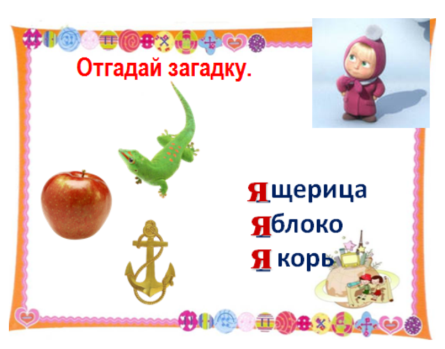 Отгадай загадку.
Ящерица
Яблоко
Якорь